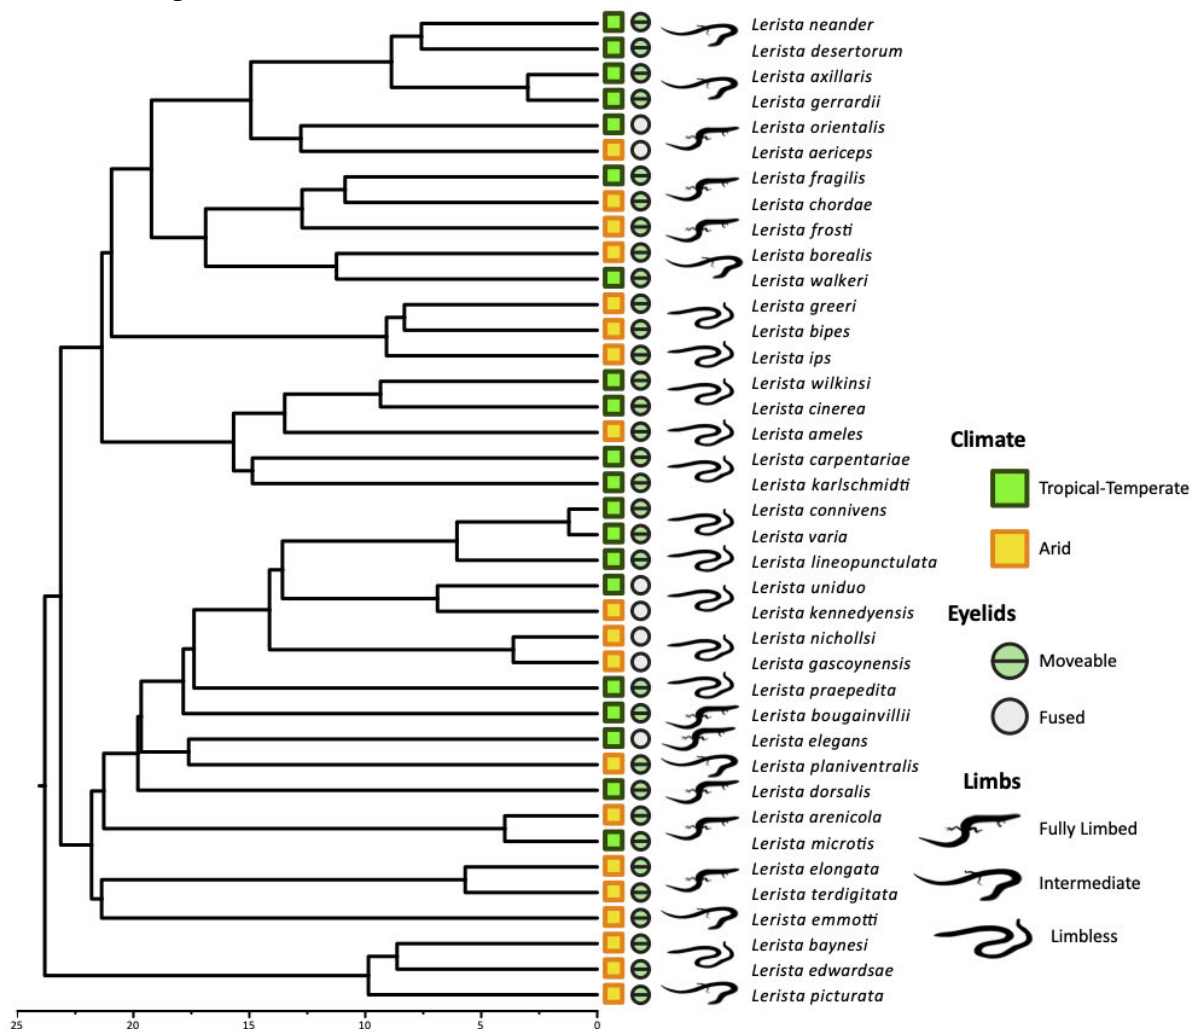 Lerista neander
Lerista desertorum
Lerista axillaris
Lerista gerrardii
Lerista orientalis
Lerista aericeps
Lerista fragilis
Lerista chordae
Lerista frosti
Lerista borealis
Lerista walkeri
Lerista greeri
Lerista bipes
Lerista ips
Lerista wilkinsi
Lerista cinerea
Lerista ameles
Lerista carpentariae
Lerista karlschmidti
Lerista connivens
Lerista varia
Lerista lineopunctulata
Lerista uniduo
Lerista kennedyensis
Lerista nichollsi
Lerista gascoynensis
Lerista praepedita
Lerista bougainvillii
Lerista elegans
Lerista planiventralis
Lerista dorsalis
Lerista arenicola
Lerista microtis
Lerista elongata
Lerista terdigitata
Lerista emmotti
Lerista baynesi
Lerista edwardsae
Lerista picturata
Climate
Tropical-Temperate
Arid
Eyelids
Moveable
Fused
Limbs
Fully Limbed
Intermediate
Limbless
25 20 15 10 5 0